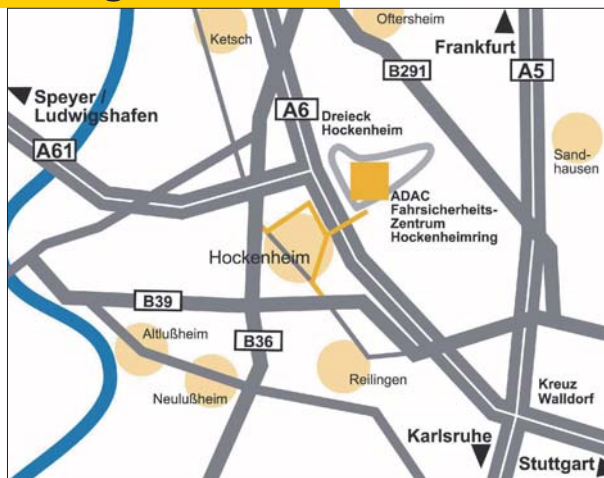 Oftersheim
Ketsch
Frankfurt
B291
A5
Speyer /
Ludwigshafen
A6
Dreieck
Hockenheim
A61
Sand-
hausen
ADAC
Fahrsicherheits-
Zentrum
Hockenheimring
Hockenheim
B39
Altlußheim
B36
Neulußheim
Reilingen
Kreuz
Walldorf
Karlsruhe
Stuttgart